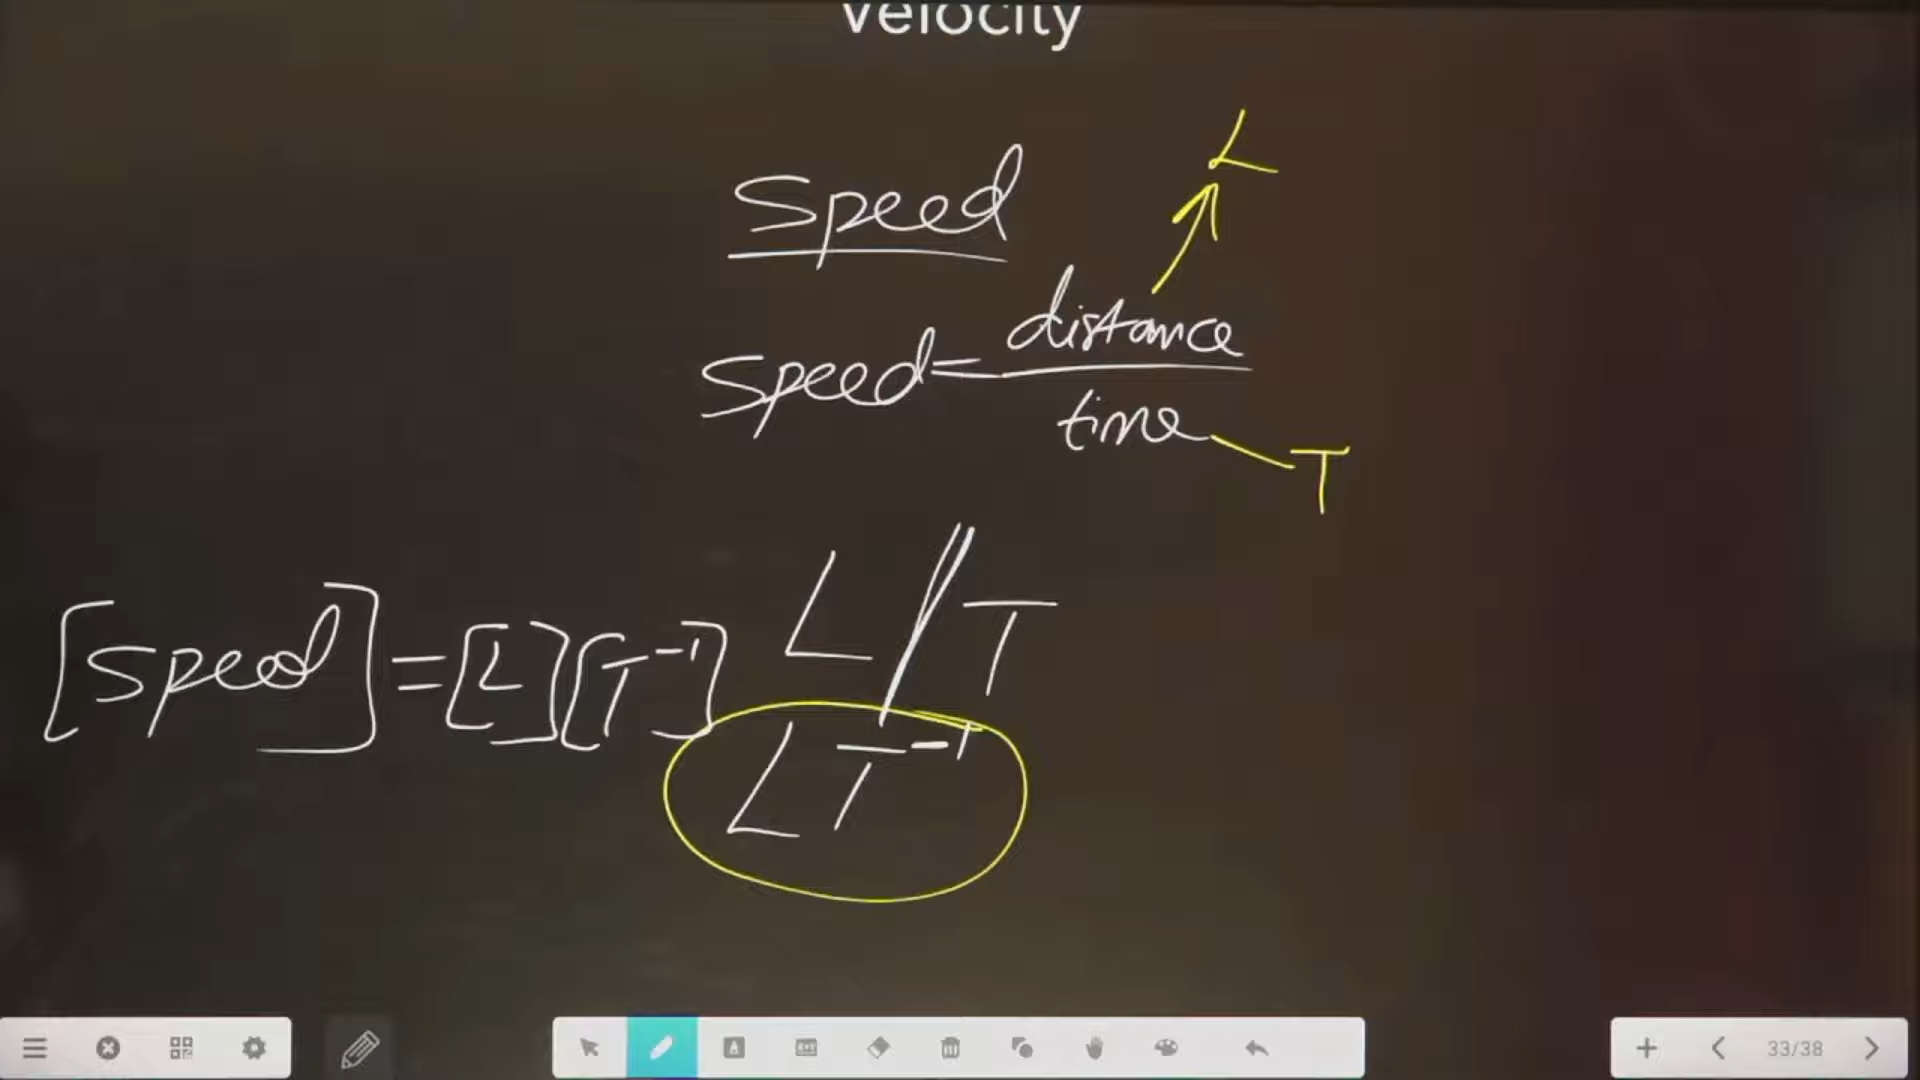 Velocity
Speed
L
Speed = distance / time
T
L/T
[Speed] = [L][T⁻¹]
LT⁻¹
33/38